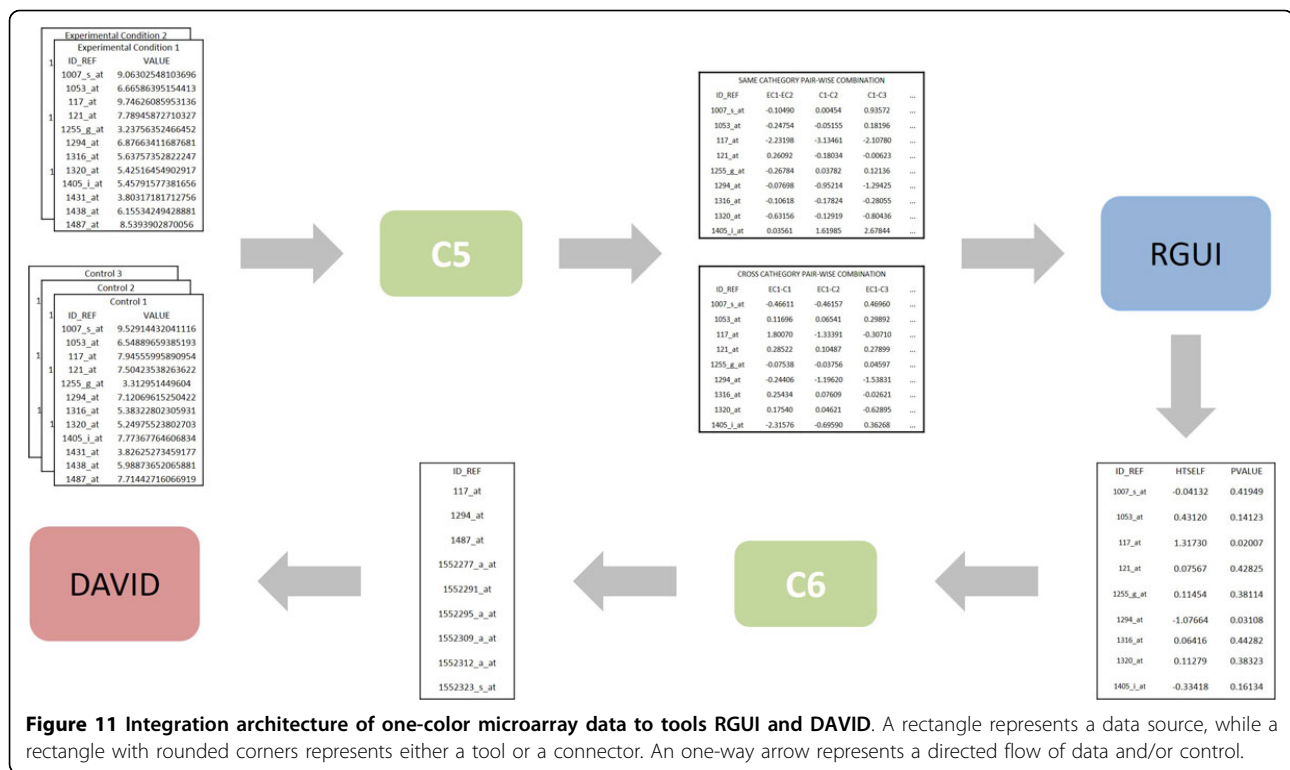 Experimental Condition 2
Experimental Condition 1
ID_REF VALUE
1007_s_at 9.06302548103696
1053_at 6.66586395154413
117_at 9.74626085953136
121_at 7.78945872710327
1255_g_at 3.23756352466452
1294_at 6.87663411687681
1316_at 5.63757352822247
1320_at 5.42516454902917
1405_i_at 5.45791577381656
1431_at 3.80317181712756
1438_at 6.15534249428881
1487_at 8.5393902870056
Control 3
Control 2
Control 1
ID_REF VALUE
1007_s_at 9.52914432041116
1053_at 6.54889659385193
117_at 7.94555995890954
121_at 7.50423538263622
1255_g_at 3.312951449604
1294_at 7.12069615250422
1316_at 5.38322802305931
1320_at 5.24975523802703
1405_i_at 7.77367764606834
1431_at 3.82625273459177
1438_at 5.98873652065881
1487_at 7.71442716066919
C5
SAME CATHEGORY PAIR-WISE COMBINATION
ID_REF EC1-EC2 C1-C2 C1-C3 ...
1007_s_at -0.10490 0.00454 0.93572 ...
1053_at -0.24754 -0.05155 0.18196 ...
117_at -2.23198 -3.13461 -2.10780 ...
121_at 0.26092 -0.18034 -0.00623 ...
1255_g_at -0.26784 0.03782 0.12136 ...
1294_at -0.07698 -0.95214 -1.29425 ...
1316_at -0.10618 -0.17824 -0.28055 ...
1320_at -0.63156 -0.12919 -0.80436 ...
1405_i_at 0.03561 1.61985 2.67844 ...
CROSS CATHEGORY PAIR-WISE COMBINATION
ID_REF EC1-C1 EC1-C2 EC1-C3 ...
1007_s_at -0.46611 -0.46157 0.46960 ...
1053_at 0.11696 0.06541 0.29892 ...
117_at 1.80070 -1.33391 -0.30710 ...
121_at 0.28522 0.10487 0.27899 ...
1255_g_at -0.07538 -0.03756 0.04597 ...
1294_at -0.24406 -1.19620 -1.53831 ...
1316_at 0.25434 0.07609 -0.02621 ...
1320_at 0.17540 0.04621 -0.62895 ...
1405_i_at -2.31576 -0.69590 0.36268 ...
RGUI
ID_REF HTSELF PVALUE
1007_s_at -0.04132 0.41949
1053_at 0.43120 0.14123
117_at 1.31730 0.02007
121_at 0.07567 0.42825
1255_g_at 0.11454 0.38114
1294_at -1.07664 0.03108
1316_at 0.06416 0.44282
1320_at 0.11279 0.38323
1405_i_at -0.33418 0.16134
C6
ID_REF
117_at
1294_at
1487_at
1552277_a_at
1552291_at
1552295_a_at
1552309_a_at
1552312_a_at
1552323_s_at
DAVID
Figure 11 Integration architecture of one-color microarray data to tools RGUI and DAVID. A rectangle represents a data source, while a
rectangle with rounded corners represents either a tool or a connector. An one-way arrow represents a directed flow of data and/or control.